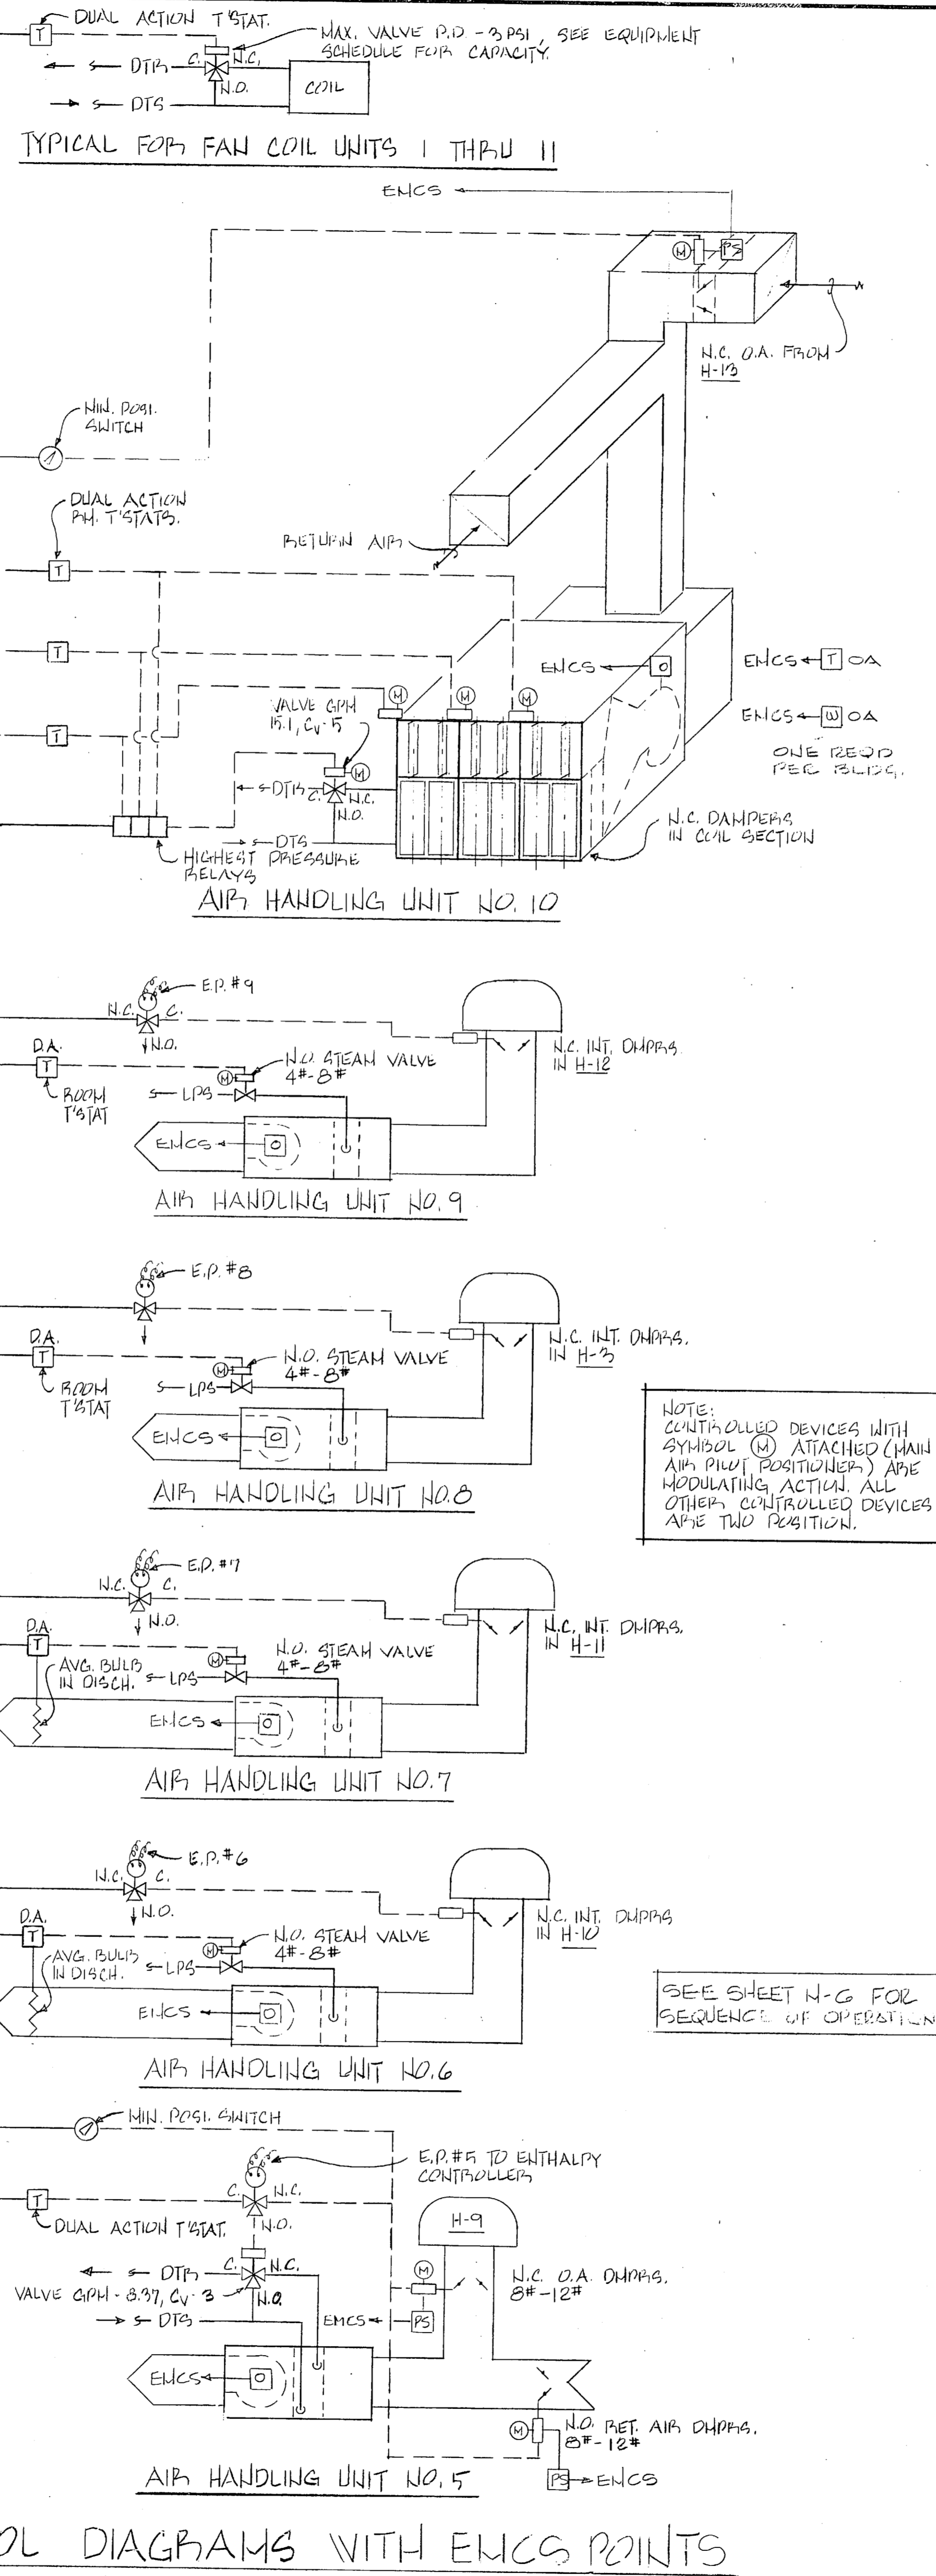 DUAL ACTION T'STAT.
T
MAX. VALVE P.D. - 3 PSI, SEE EQUIPMENT
SCHEDULE FOR CAPACITY.
DTR
C.
N.C.
N.O.
COIL
DTS
TYPICAL FOR FAN COIL UNITS 1 THRU 11
EMCS
M
PS
N.C. O.A. FROM
H-13
MIN. POSI.
SWITCH
DUAL ACTION
RM. T'STATS.
RETURN AIR
T
T
EMCS
EMCS T OA
M
M
M
VALVE GPM
15.1, CV-5
EMCS W OA
T
ONE REQD
PER BLDG.
M
DTR
C.
N.C.
N.O.
DTS
N.C. DAMPERS
IN COIL SECTION
HIGHEST PRESSURE
RELAYS
AIR HANDLING UNIT NO. 10
E.P. #9
N.C.
C.
N.O.
N.C. INT. DMPRS.
IN H-12
D.A.
T
N.O. STEAM VALVE
4#-8#
M
ROOM
T'STAT
LPS
EMCS
AIR HANDLING UNIT NO. 9
E.P. #8
N.C. INT. DMPRS.
IN H-3
D.A.
T
N.O. STEAM VALVE
4#-8#
M
ROOM
T'STAT
LPS
EMCS
AIR HANDLING UNIT NO. 8
NOTE:
CONTROLLED DEVICES WITH
SYMBOL M ATTACHED (MAIN
AIR PILOT POSITIONER) ARE
MODULATING ACTION. ALL
OTHER CONTROLLED DEVICES
ARE TWO POSITION.
E.P. #7
N.C.
C.
N.O.
N.C. INT. DMPRS.
IN H-11
D.A.
T
N.O. STEAM VALVE
4#-8#
M
AVG. BULB
IN DISCH.
LPS
EMCS
AIR HANDLING UNIT NO. 7
E.P. #6
N.C.
C.
N.O.
N.C. INT. DMPRS
IN H-10
D.A.
T
N.O. STEAM VALVE
4#-8#
M
AVG. BULB
IN DISCH.
LPS
EMCS
AIR HANDLING UNIT NO. 6
SEE SHEET M-6 FOR
SEQUENCE OF OPERATION
MIN. POSI. SWITCH
E.P. #5 TO ENTHALPY
CONTROLLER
T
C.
N.C.
N.O.
DUAL ACTION T'STAT.
H-9
DTR
C.
N.C.
M
N.C. O.A. DMPRS.
8#-12#
VALVE GPM - 8.37, CV-3
N.O.
DTS
EMCS
PS
EMCS
M
N.O. RET. AIR DMPRS.
8#-12#
PS
EMCS
AIR HANDLING UNIT NO. 5
OL DIAGRAMS WITH EMCS POINTS